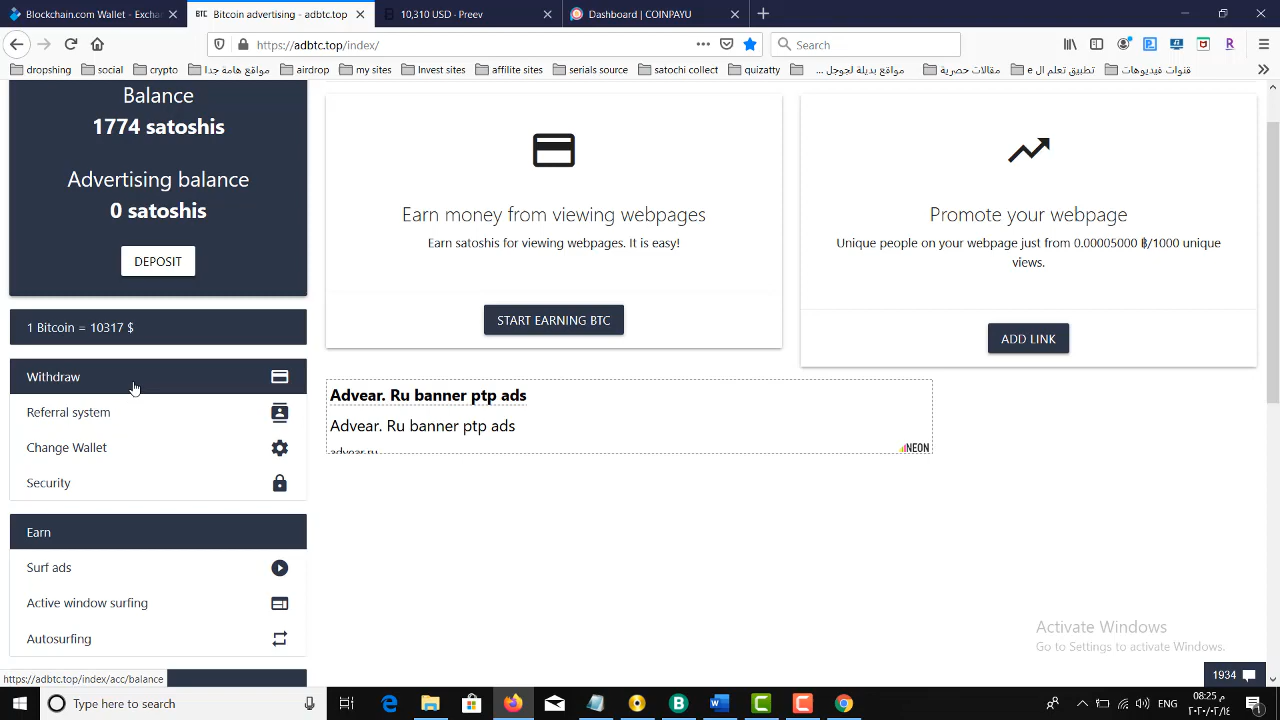 Blockchain.com Wallet - Exchan
Bitcoin advertising - adbtc.top
10,310 USD - Preev
Dashboard | COINPAYU
https://adbtc.top/index/
Search
dropshing
social
crypto
مواقع هامه جدا
airdrop
my sites
Invest sites
affilite sites
serials source
satochi collect
quizatty
مواقع بديلة لجوجل ...
مقالات حصرية
تطبيق تعلم ال e
قنوات فيديوهات
Balance
1774 satoshis
Advertising balance
0 satoshis
DEPOSIT
1 Bitcoin = 10317 $
Withdraw
Referral system
Change Wallet
Security
Earn
Surf ads
Active window surfing
Autosurfing
https://adbtc.top/index/acc/balance
Earn money from viewing webpages
Earn satoshis for viewing webpages. It is easy!
START EARNING BTC
Promote your webpage
Unique people on your webpage just from 0.00005000 ฿/1000 unique
views.
ADD LINK
Advear. Ru banner ptp ads
Advear. Ru banner ptp ads
advear.ru
NEON
Activate Windows
Go to Settings to activate Windows.
1934
Type here to search
ENG
08:25 م